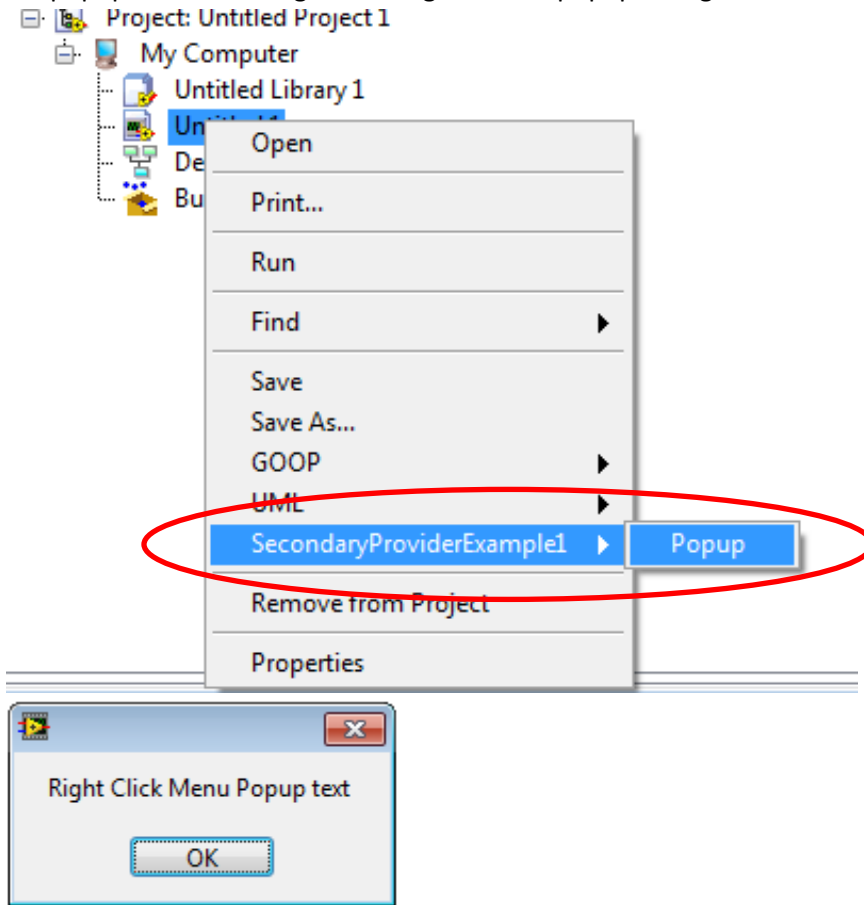 Project: Untitled Project 1
My Computer
Untitled Library 1
Open
Print...
Run
Find
Save
Save As...
GOOP
UML
SecondaryProviderExample1
Popup
Remove from Project
Properties
Right Click Menu Popup text
OK